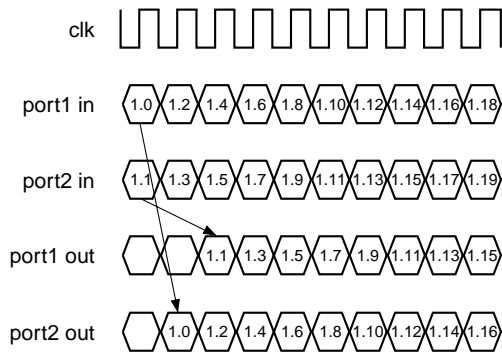 clk
port1 in 1.0 1.2 1.4 1.6 1.8 1.10 1.12 1.14 1.16 1.18
port2 in 1.1 1.3 1.5 1.7 1.9 1.11 1.13 1.15 1.17 1.19
port1 out 1.1 1.3 1.5 1.7 1.9 1.11 1.13 1.15
port2 out 1.0 1.2 1.4 1.6 1.8 1.10 1.12 1.14 1.16